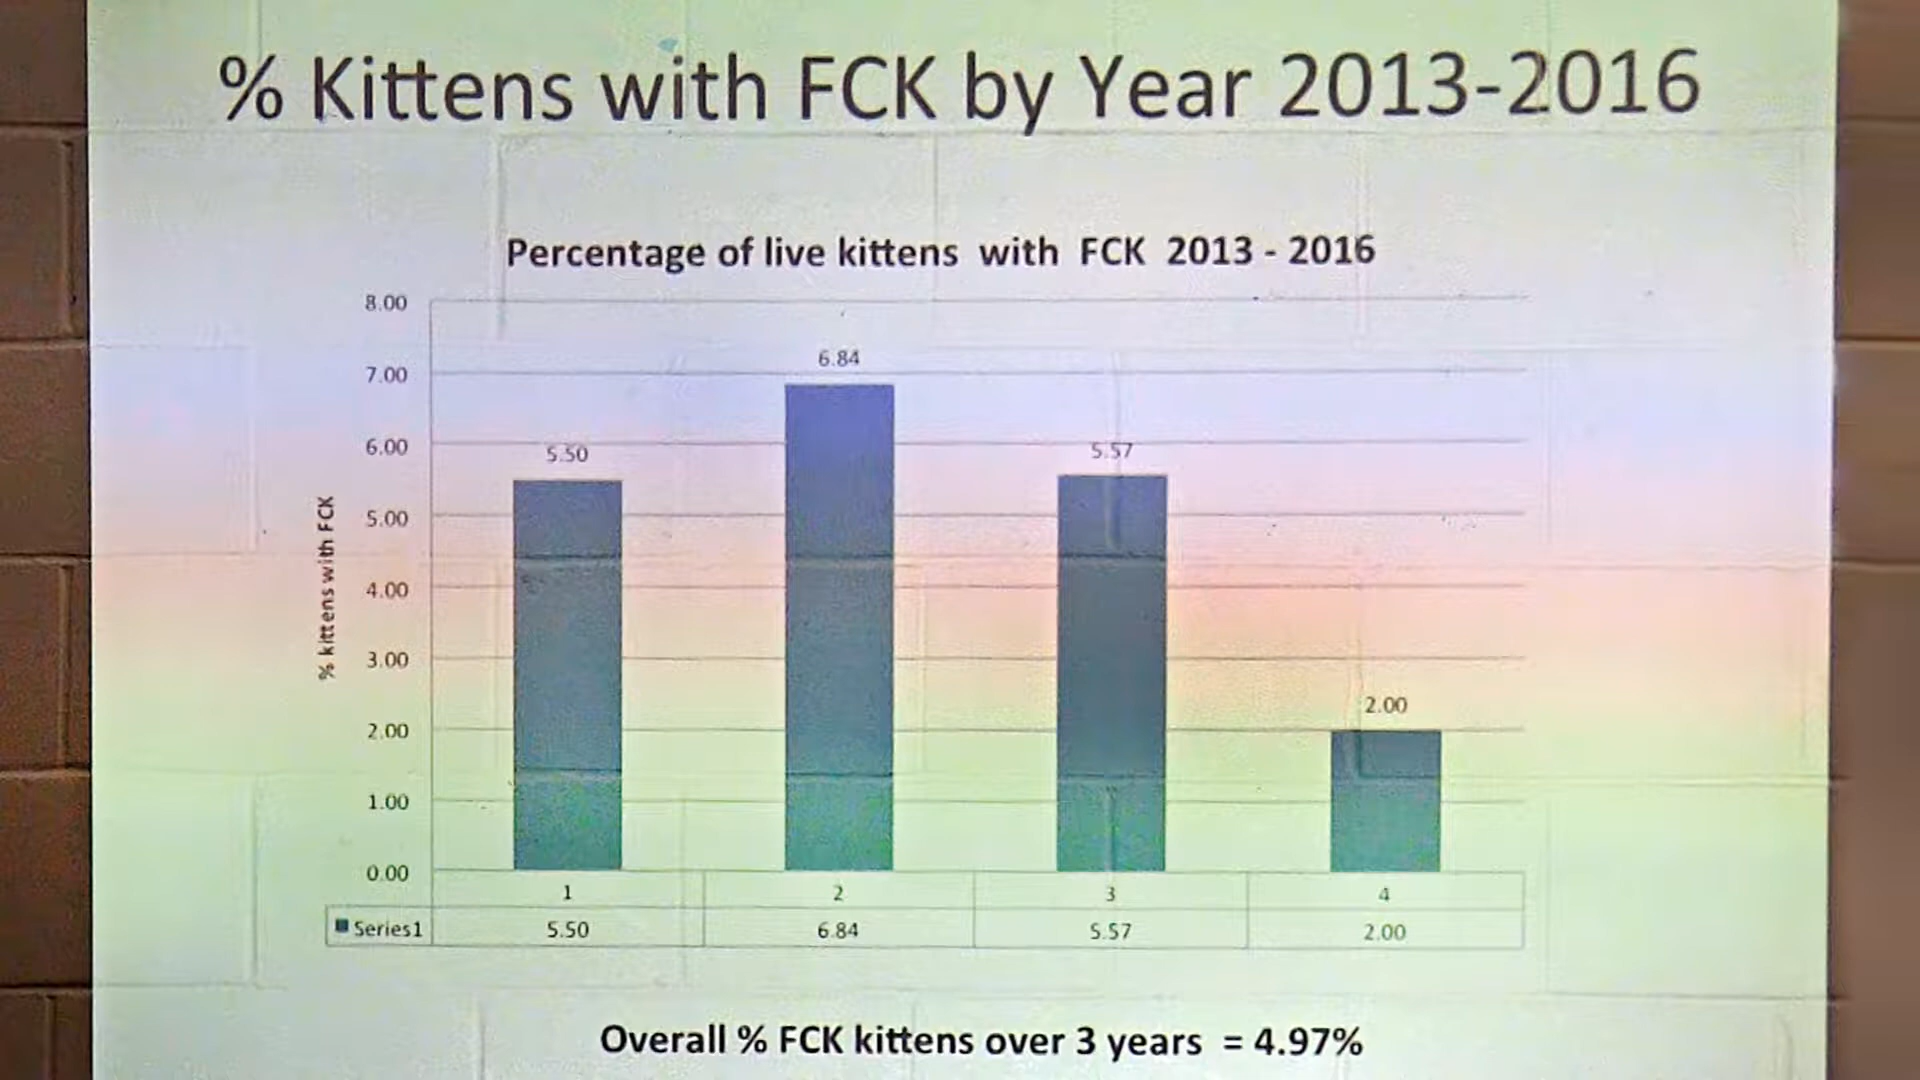 % Kittens with FCK by Year 2013-2016
Percentage of live kittens with FCK 2013 - 2016
8.00
7.00
6.00
5.00
4.00
3.00
2.00
1.00
0.00
% kittens with FCK
5.50
6.84
5.57
2.00
1 2 3 4
Series1 5.50 6.84 5.57 2.00
Overall % FCK kittens over 3 years = 4.97%